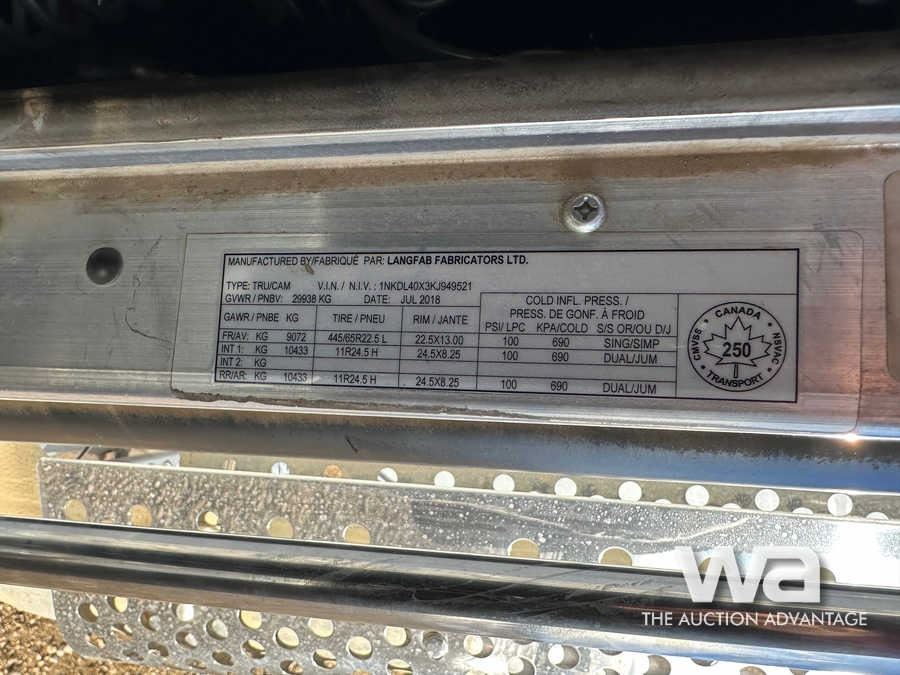 MANUFACTURED BY/FABRIQUÉ PAR: LANGFAB FABRICATORS LTD.
TYPE: TRU/CAM V.I.N. / N.I.V. : 1NKDL40X3KJ949521
GVWR / PNBV: 29938 KG DATE: JUL 2018
COLD INFL. PRESS. /
PRESS. DE GONF. À FROID
GAWR / PNBE KG TIRE / PNEU RIM / JANTE PSI/ LPC KPA/COLD S/S OR/OU D/J
FR/AV: KG 9072 445/65R22.5 L 22.5X13.00 100 690 SING/SIMP
INT 1: KG 10433 11R24.5 H 24.5X8.25 100 690 DUAL/JUM
INT 2: KG
RR/AR: KG 10433 11R24.5 H 24.5X8.25 100 690 DUAL/JUM
CANADA
CMVSS 250 NSVAC
TRANSPORT
wa
THE AUCTION ADVANTAGE